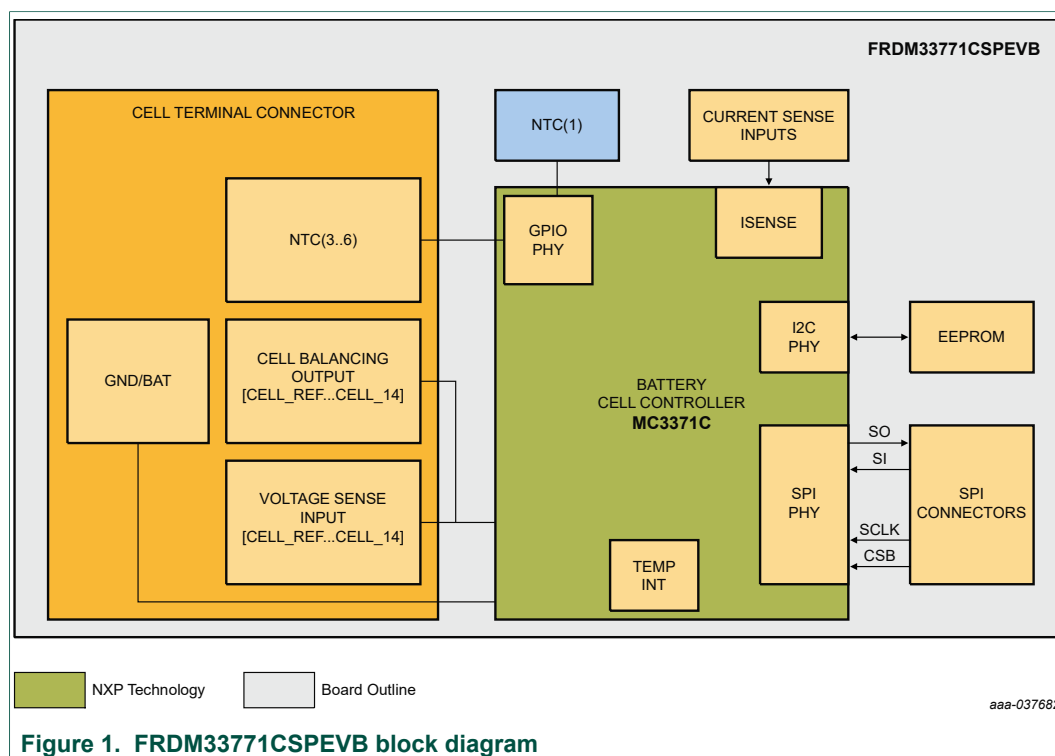 FRDM33771CSPEVB
CELL TERMINAL CONNECTOR
NTC(1)
CURRENT SENSE
INPUTS
NTC(3..6)
GPIO
PHY
ISENSE
GND/BAT
CELL BALANCING
OUTPUT
[CELL_REF...CELL_14]
I2C
PHY
EEPROM
BATTERY
CELL CONTROLLER
MC3371C
VOLTAGE SENSE
INPUT
[CELL_REF...CELL_14]
SPI
PHY
SO
SI
SCLK
CSB
SPI
CONNECTORS
TEMP
INT
NXP Technology
Board Outline
aaa-037682
Figure 1. FRDM33771CSPEVB block diagram